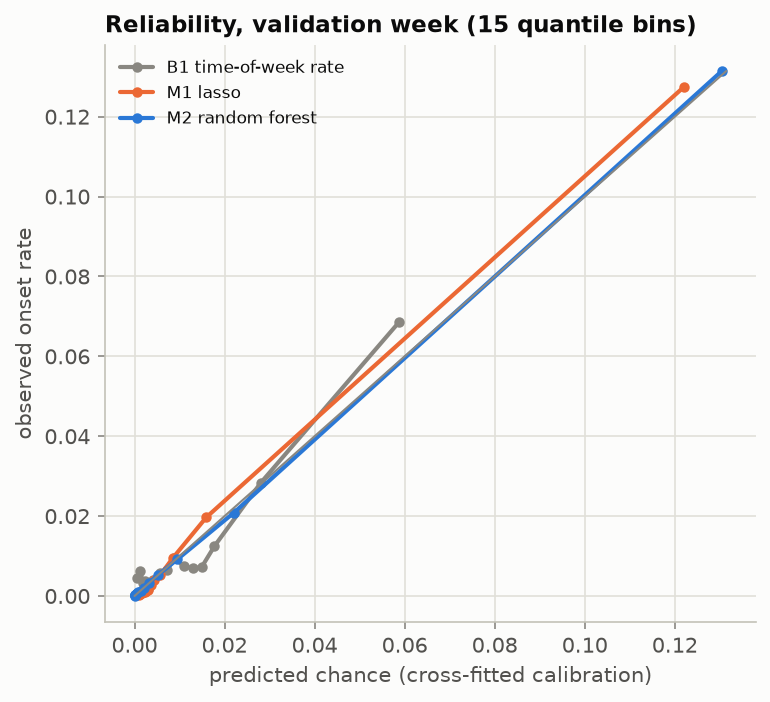 Reliability, validation week (15 quantile bins)
B1 time-of-week rate
M1 lasso
M2 random forest
observed onset rate
0.12
0.10
0.08
0.06
0.04
0.02
0.00
0.00 0.02 0.04 0.06 0.08 0.10 0.12
predicted chance (cross-fitted calibration)